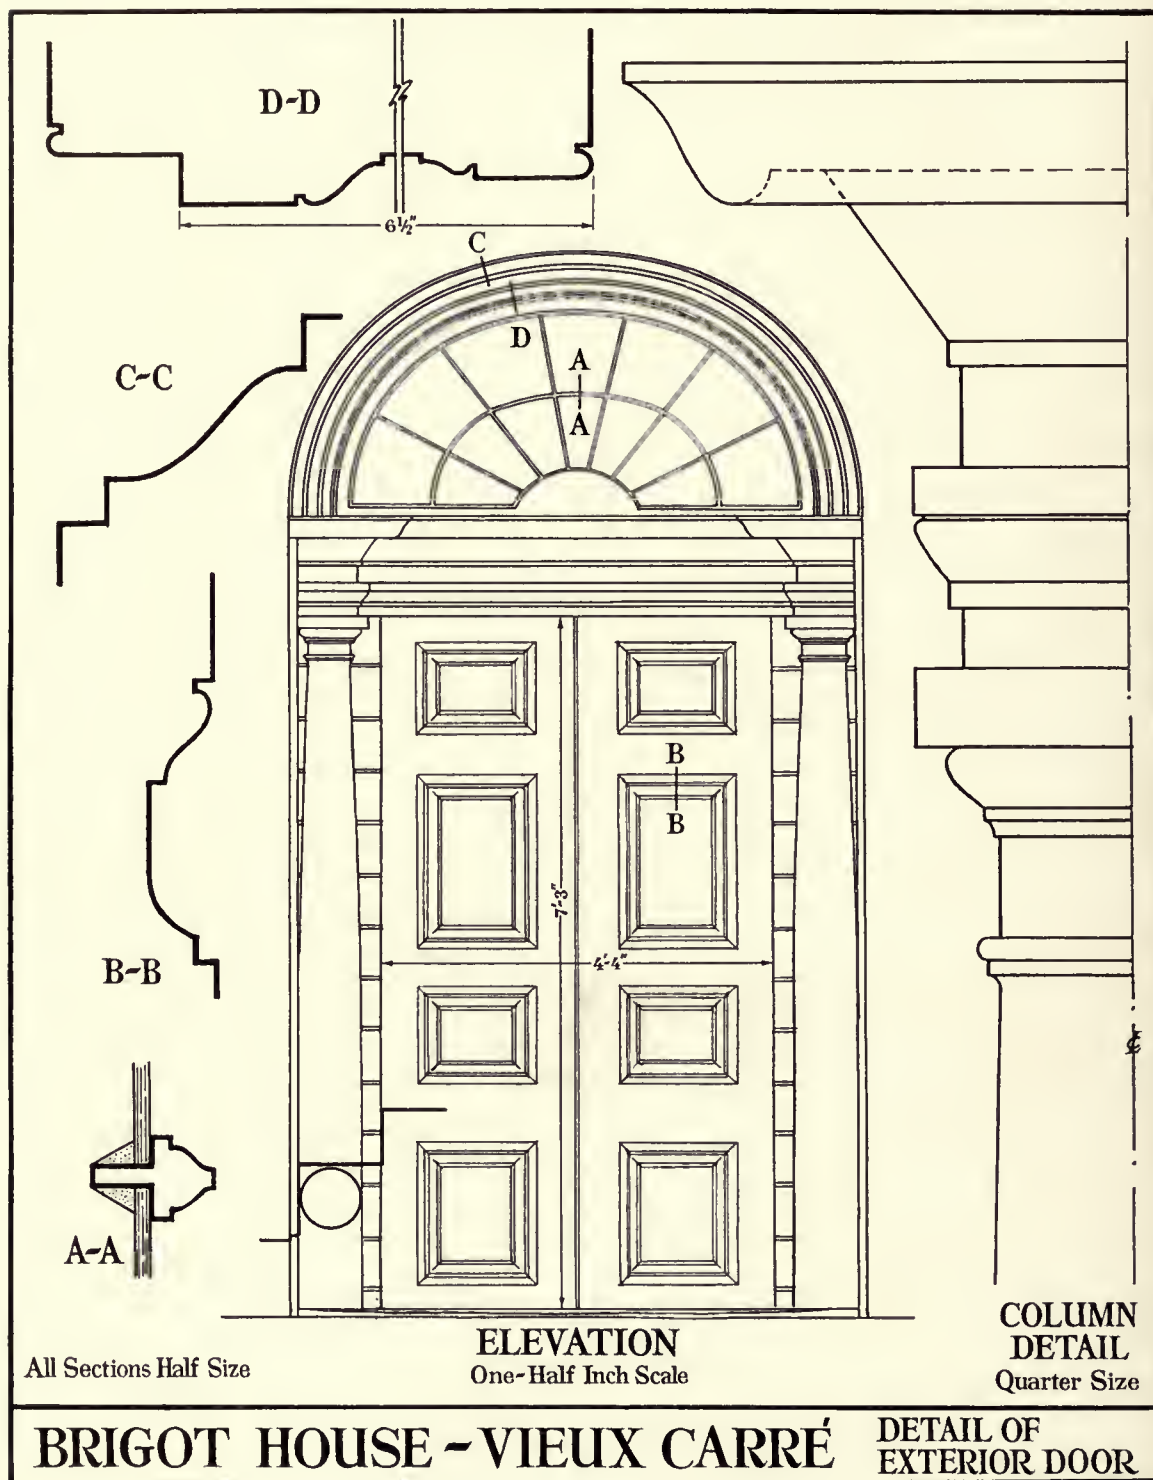 D-D
6½"
C
C-C
D
A
A
B
B
7'-3"
4'-4"
B-B
A-A
℄
ELEVATION
One-Half Inch Scale
All Sections Half Size
COLUMN
DETAIL
Quarter Size
BRIGOT HOUSE - VIEUX CARRÉ
DETAIL OF
EXTERIOR DOOR